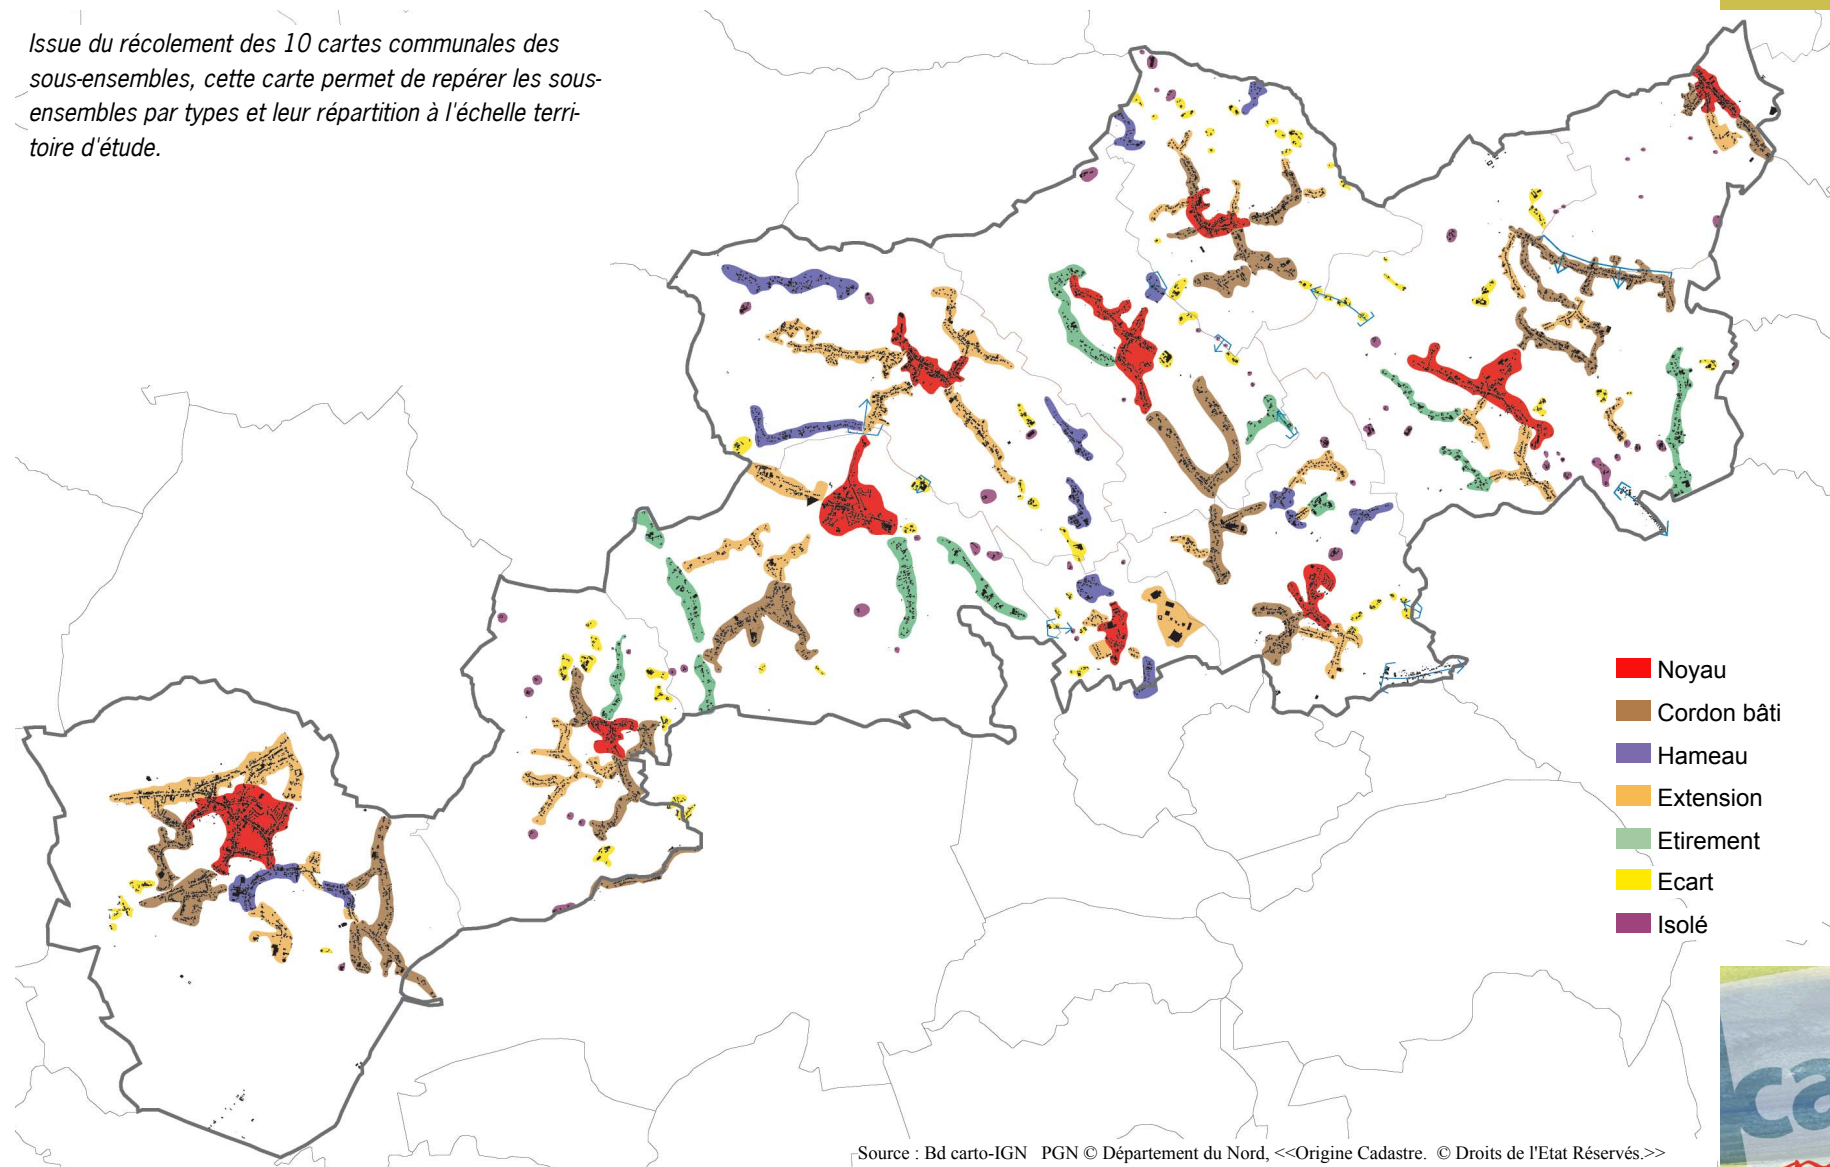 Issue du récolement des 10 cartes communales des
sous-ensembles, cette carte permet de repérer les sous-
ensembles par types et leur répartition à l'échelle terri-
toire d'étude.
Noyau
Cordon bâti
Hameau
Extension
Etirement
Ecart
Isolé
Source : Bd carto-IGN PGN © Département du Nord, <<Origine Cadastre. © Droits de l'Etat Réservés.>>
ca